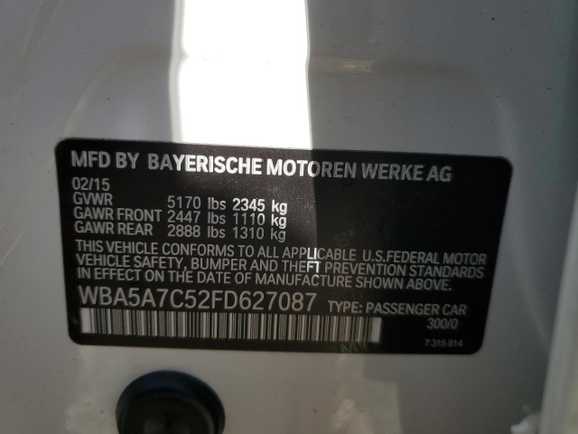 MFD BY BAYERISCHE MOTOREN WERKE AG
02/15
GVWR 5170 lbs 2345 kg
GAWR FRONT 2447 lbs 1110 kg
GAWR REAR 2888 lbs 1310 kg
THIS VEHICLE CONFORMS TO ALL APPLICABLE U.S.FEDERAL MOTOR
VEHICLE SAFETY, BUMPER AND THEFT PREVENTION STANDARDS
IN EFFECT ON THE DATE OF MANUFACTURE SHOWN ABOVE.
WBA5A7C52FD627087 TYPE: PASSENGER CAR
300/0
7-315-814